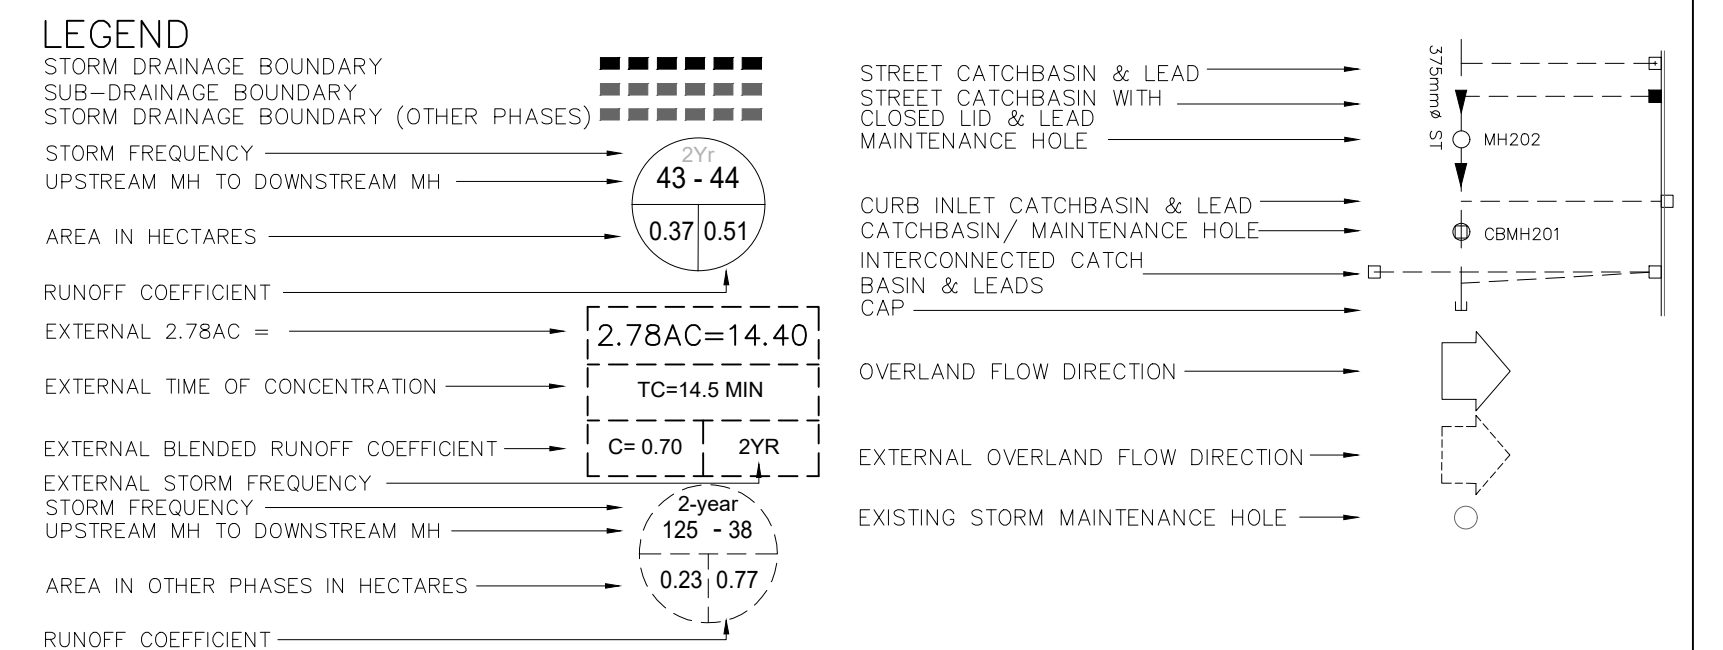 LEGEND
STORM DRAINAGE BOUNDARY
SUB-DRAINAGE BOUNDARY
STORM DRAINAGE BOUNDARY (OTHER PHASES)
STORM FREQUENCY
2Yr
UPSTREAM MH TO DOWNSTREAM MH
43 - 44
AREA IN HECTARES
0.37 0.51
RUNOFF COEFFICIENT
EXTERNAL 2.78AC =
2.78AC=14.40
EXTERNAL TIME OF CONCENTRATION
TC=14.5 MIN
EXTERNAL BLENDED RUNOFF COEFFICIENT
C= 0.70 2YR
EXTERNAL STORM FREQUENCY
STORM FREQUENCY
2-year
UPSTREAM MH TO DOWNSTREAM MH
125 - 38
AREA IN OTHER PHASES IN HECTARES
0.23 0.77
RUNOFF COEFFICIENT
STREET CATCHBASIN & LEAD
STREET CATCHBASIN WITH
CLOSED LID & LEAD
MAINTENANCE HOLE
375mmø ST
MH202
CURB INLET CATCHBASIN & LEAD
CATCHBASIN/ MAINTENANCE HOLE
CBMH201
INTERCONNECTED CATCH
BASIN & LEADS
CAP
OVERLAND FLOW DIRECTION
EXTERNAL OVERLAND FLOW DIRECTION
EXISTING STORM MAINTENANCE HOLE